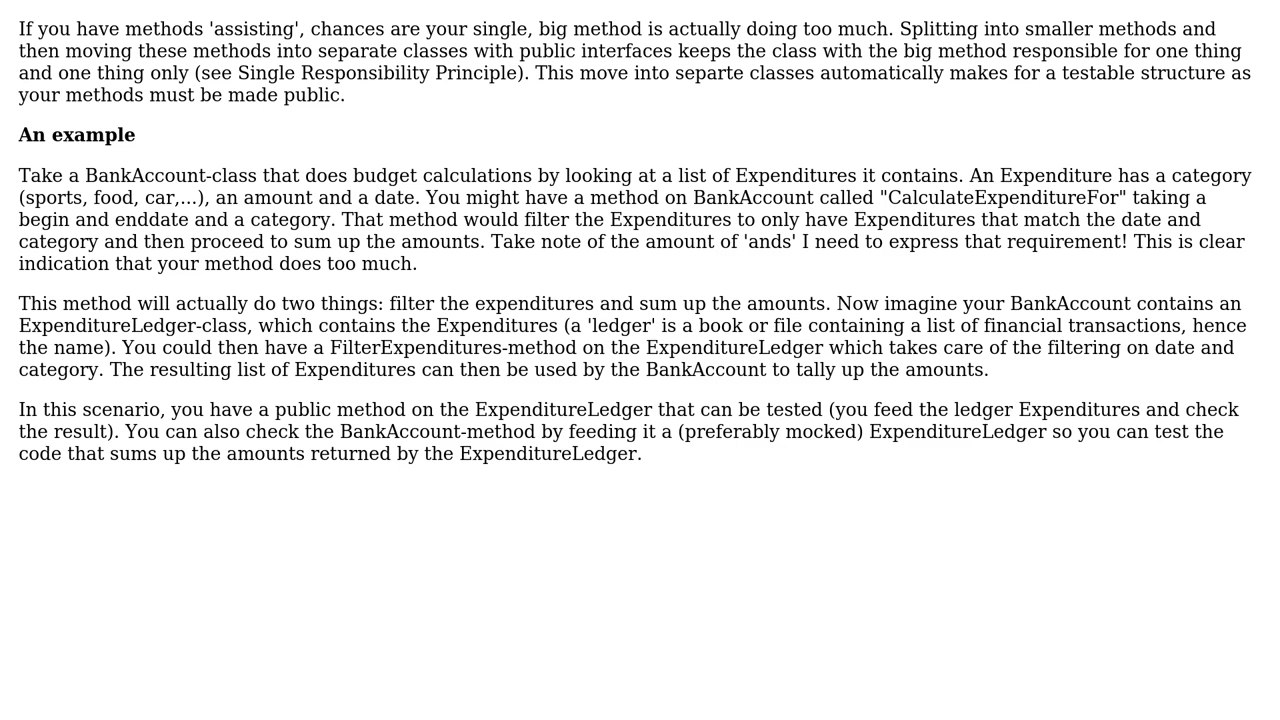 If you have methods 'assisting', chances are your single, big method is actually doing too much. Splitting into smaller methods and
then moving these methods into separate classes with public interfaces keeps the class with the big method responsible for one thing
and one thing only (see Single Responsibility Principle). This move into separte classes automatically makes for a testable structure as
your methods must be made public.
An example
Take a BankAccount-class that does budget calculations by looking at a list of Expenditures it contains. An Expenditure has a category
(sports, food, car,...), an amount and a date. You might have a method on BankAccount called "CalculateExpenditureFor" taking a
begin and enddate and a category. That method would filter the Expenditures to only have Expenditures that match the date and
category and then proceed to sum up the amounts. Take note of the amount of 'ands' I need to express that requirement! This is clear
indication that your method does too much.
This method will actually do two things: filter the expenditures and sum up the amounts. Now imagine your BankAccount contains an
ExpenditureLedger-class, which contains the Expenditures (a 'ledger' is a book or file containing a list of financial transactions, hence
the name). You could then have a FilterExpenditures-method on the ExpenditureLedger which takes care of the filtering on date and
category. The resulting list of Expenditures can then be used by the BankAccount to tally up the amounts.
In this scenario, you have a public method on the ExpenditureLedger that can be tested (you feed the ledger Expenditures and check
the result). You can also check the BankAccount-method by feeding it a (preferably mocked) ExpenditureLedger so you can test the
code that sums up the amounts returned by the ExpenditureLedger.